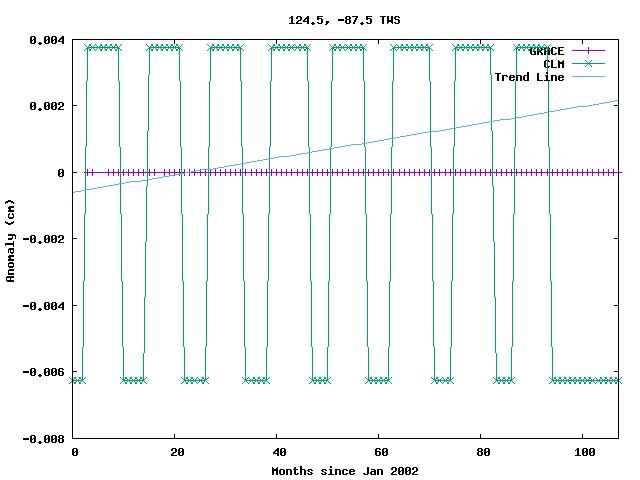 124.5, -87.5 TWS
0.004
0.002
0
-0.002
-0.004
-0.006
-0.008
Anomaly (cm)
GRACE
CLM
Trend Line
0 20 40 60 80 100
Months since Jan 2002